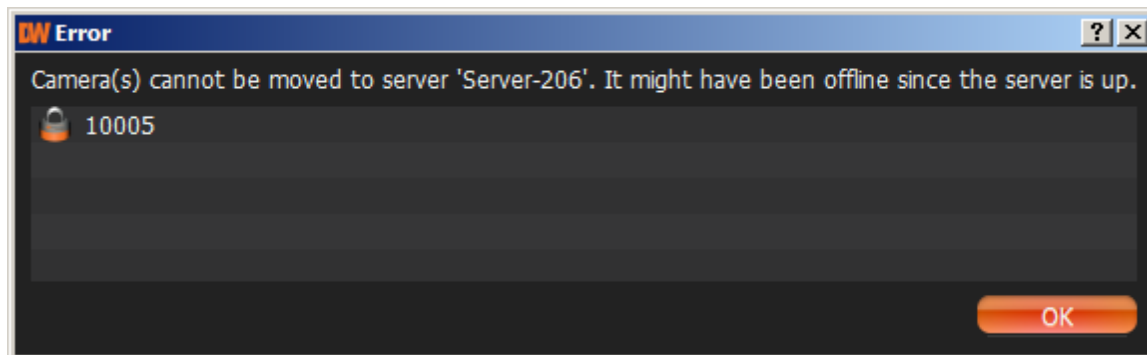 DW Error
Camera(s) cannot be moved to server 'Server-206'. It might have been offline since the server is up.
10005
OK